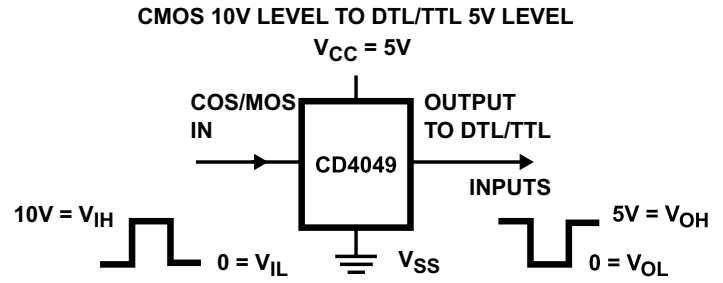 CMOS 10V LEVEL TO DTL/TTL 5V LEVEL
VCC = 5V
COS/MOS
IN
OUTPUT
TO DTL/TTL
CD4049
INPUTS
10V = VIH
0 = VIL
VSS
5V = VOH
0 = VOL